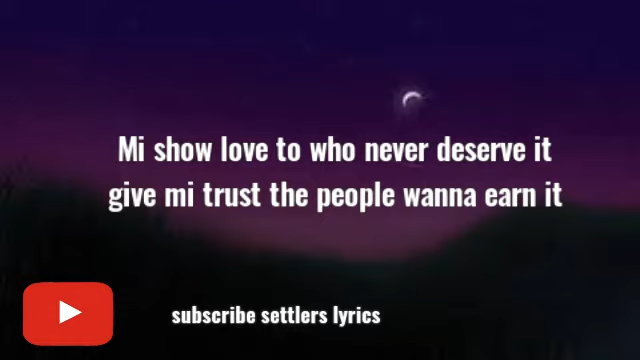 Mi show love to who never deserve it
give mi trust the people wanna earn it
subscribe settlers lyrics